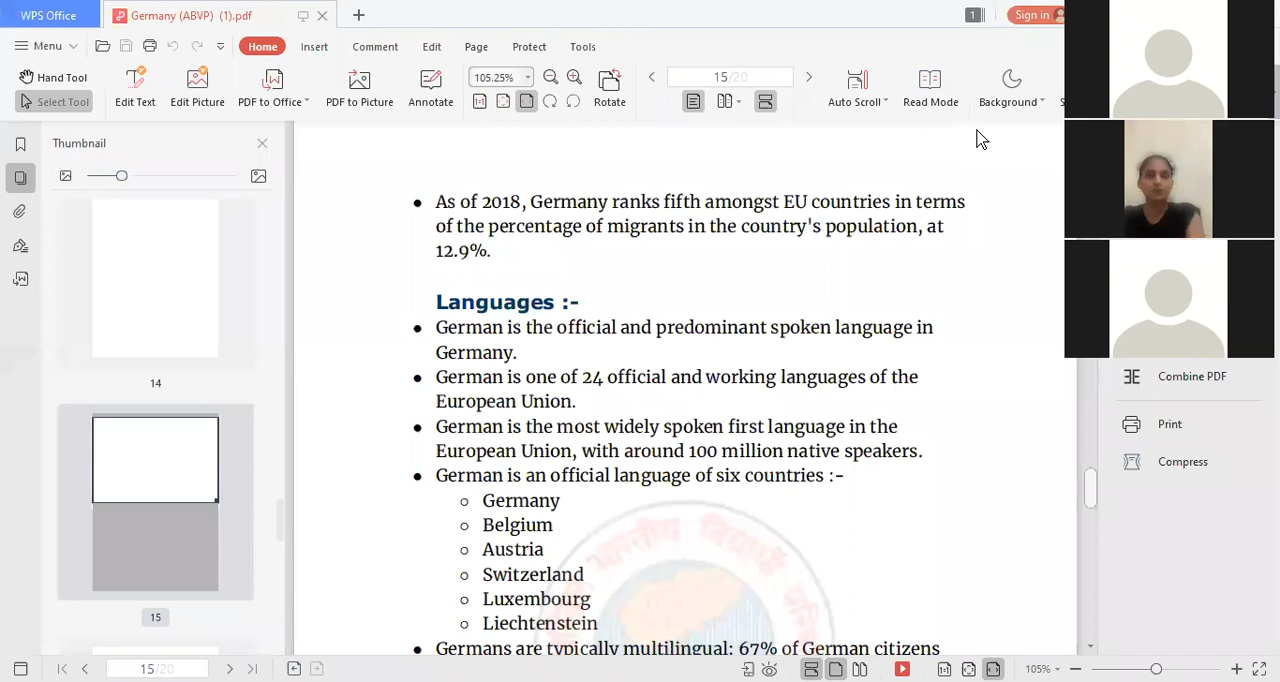 WPS Office
Germany (ABVP) (1).pdf
1
Sign in
Menu
Home
Insert
Comment
Edit
Page
Protect
Tools
Hand Tool
Select Tool
Edit Text
Edit Picture
PDF to Office
PDF to Picture
Annotate
105.25%
Rotate
15/20
Auto Scroll
Read Mode
Background
Thumbnail
14
15
As of 2018, Germany ranks fifth amongst EU countries in terms
of the percentage of migrants in the country's population, at
12.9%.
Languages :-
German is the official and predominant spoken language in
Germany.
German is one of 24 official and working languages of the
European Union.
German is the most widely spoken first language in the
European Union, with around 100 million native speakers.
German is an official language of six countries :-
Germany
Belgium
Austria
Switzerland
Luxembourg
Liechtenstein
Germans are typically multilingual: 67% of German citizens
Combine PDF
Print
Compress
15/20
105%